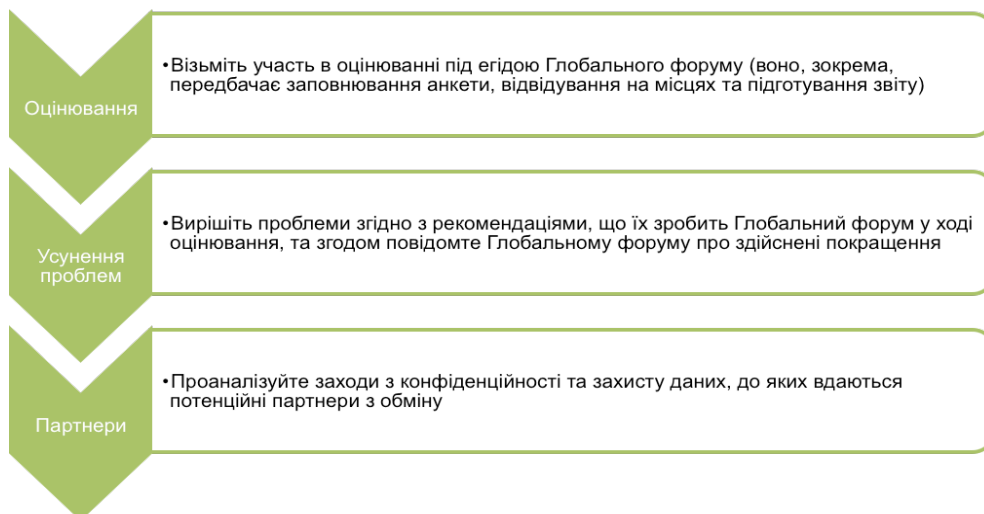 Оцінювання
•Візьміть участь в оцінюванні під егідою Глобального форуму (воно, зокрема,
передбачає заповнювання анкети, відвідування на місцях та підготування звіту)
Усунення
проблем
•Вирішіть проблеми згідно з рекомендаціями, що їх зробить Глобальний форум у ході
оцінювання, та згодом повідомте Глобальному форуму про здійснені покращення
Партнери
•Проаналізуйте заходи з конфіденційності та захисту даних, до яких вдаються
потенційні партнери з обміну